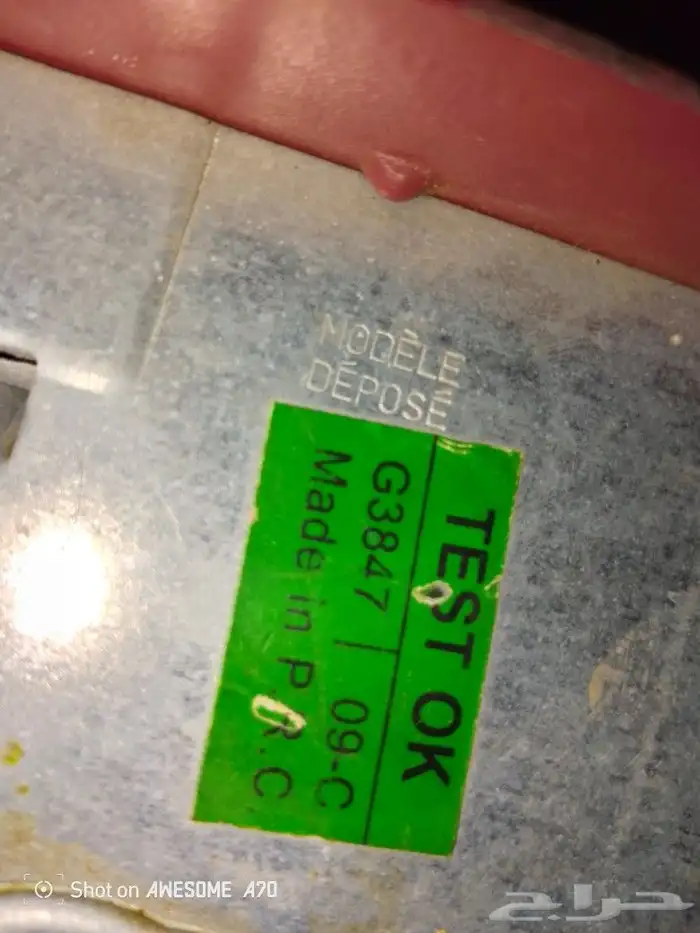 MODÈLE
DÉPOSÉ
TEST OK
G3847 | 09-C
Made in P.R.C
Shot on AWESOME A70
حراج